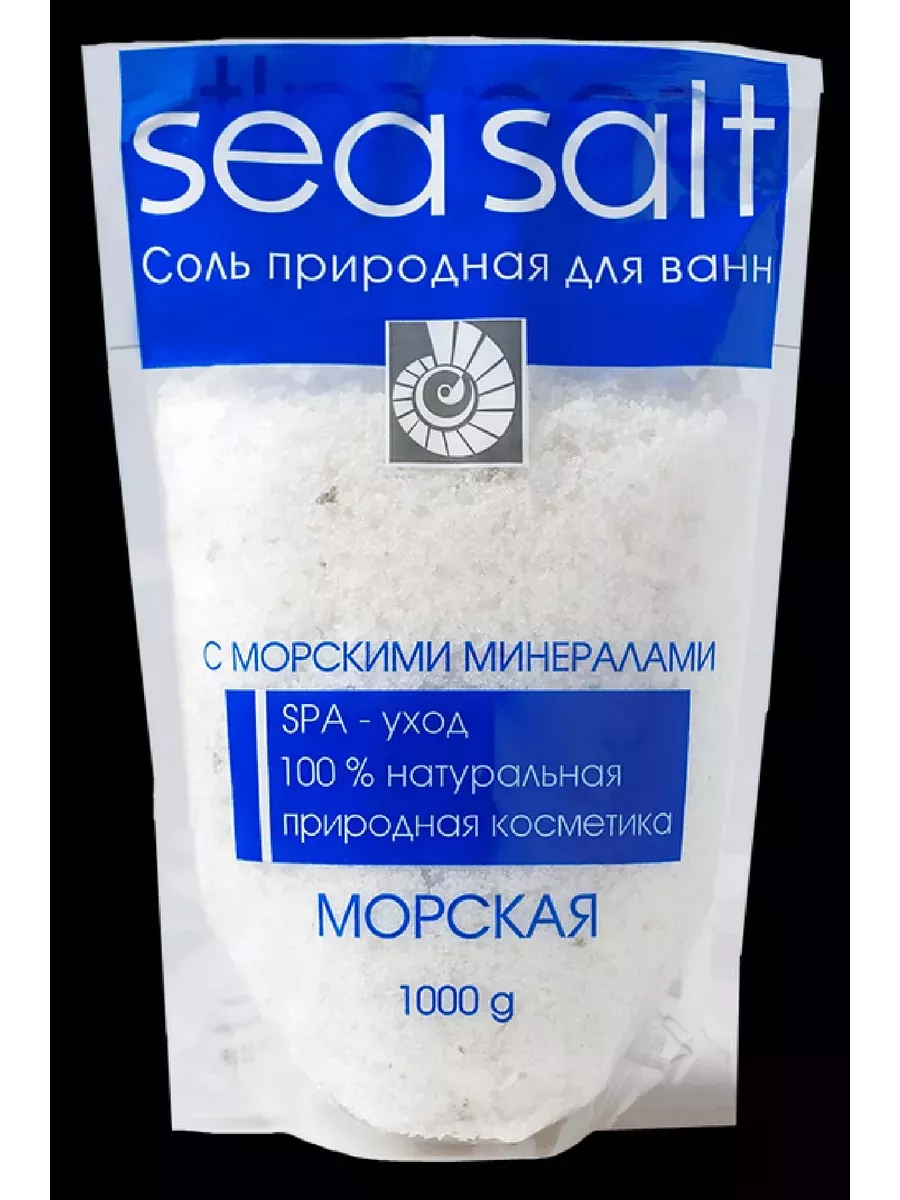 sea salt
Соль природная для ванн
С МОРСКИМИ МИНЕРАЛАМИ
SPA - уход
100 % натуральная
природная косметика
МОРСКАЯ
1000 g